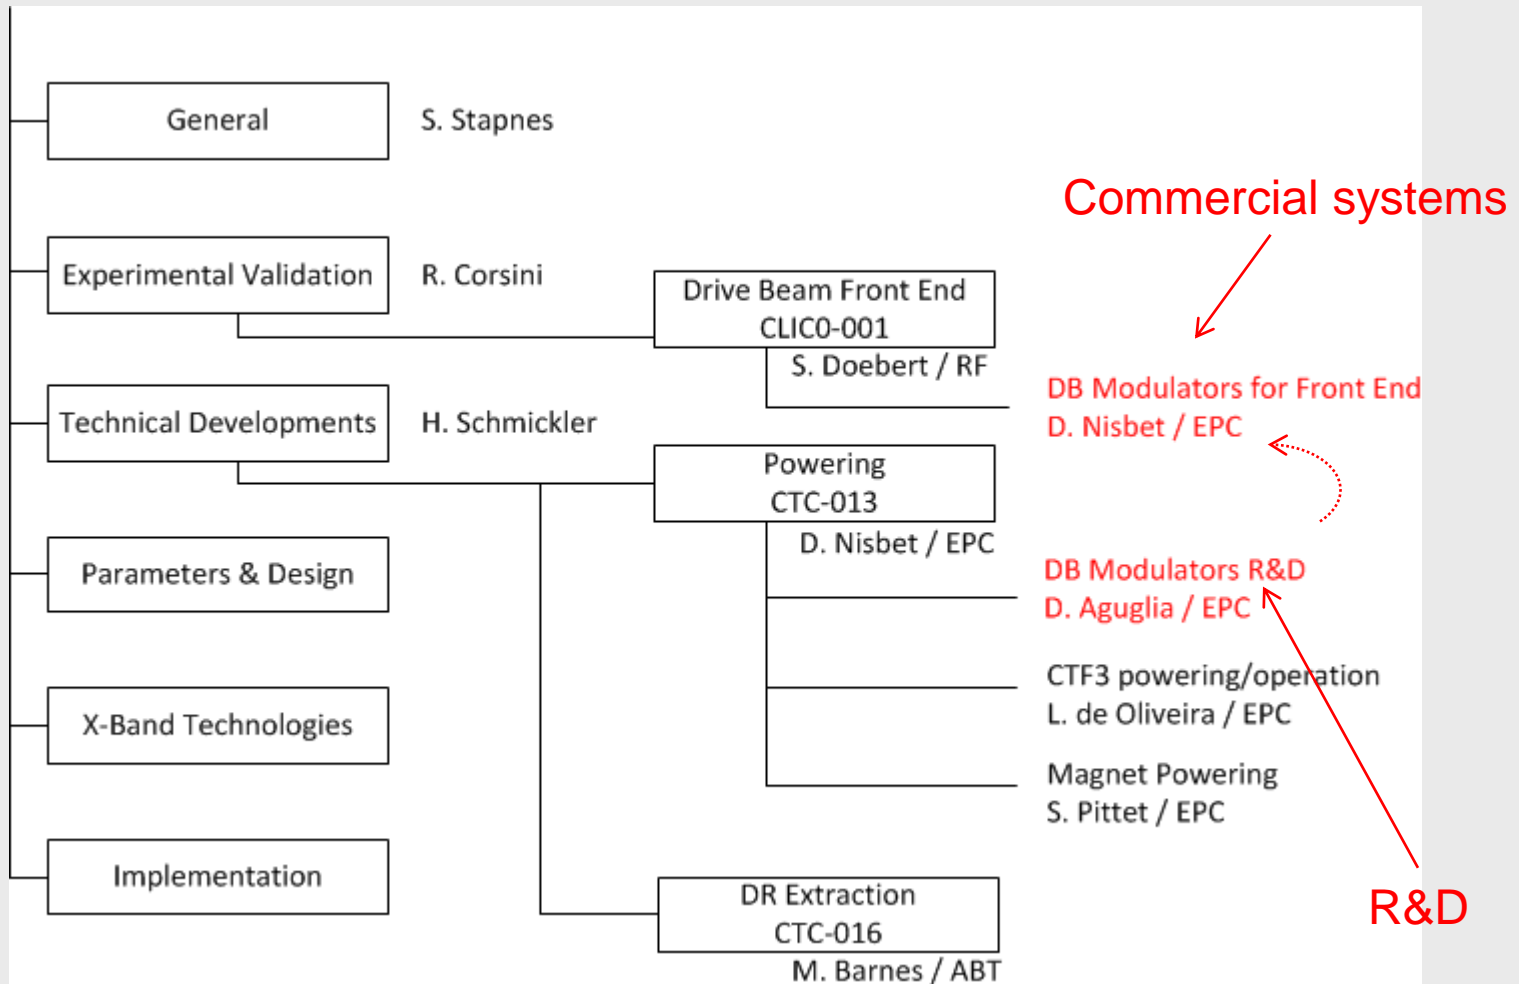 General
S. Stapnes
Commercial systems
Experimental Validation
R. Corsini
Drive Beam Front End
CLIC0-001
S. Doebert / RF
DB Modulators for Front End
D. Nisbet / EPC
Technical Developments
H. Schmickler
Powering
CTC-013
D. Nisbet / EPC
DB Modulators R&D
D. Aguglia / EPC
Parameters & Design
CTF3 powering/operation
L. de Oliveira / EPC
X-Band Technologies
Magnet Powering
S. Pittet / EPC
Implementation
DR Extraction
CTC-016
M. Barnes / ABT
R&D